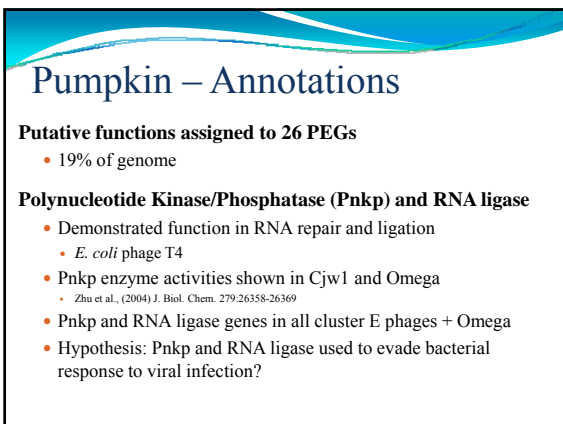 Pumpkin – Annotations
Putative functions assigned to 26 PEGs
• 19% of genome
Polynucleotide Kinase/Phosphatase (Pnkp) and RNA ligase
• Demonstrated function in RNA repair and ligation
• E. coli phage T4
• Pnkp enzyme activities shown in Cjw1 and Omega
• Zhu et al., (2004) J. Biol. Chem. 279:26358-26369
• Pnkp and RNA ligase genes in all cluster E phages + Omega
• Hypothesis: Pnkp and RNA ligase used to evade bacterial
response to viral infection?